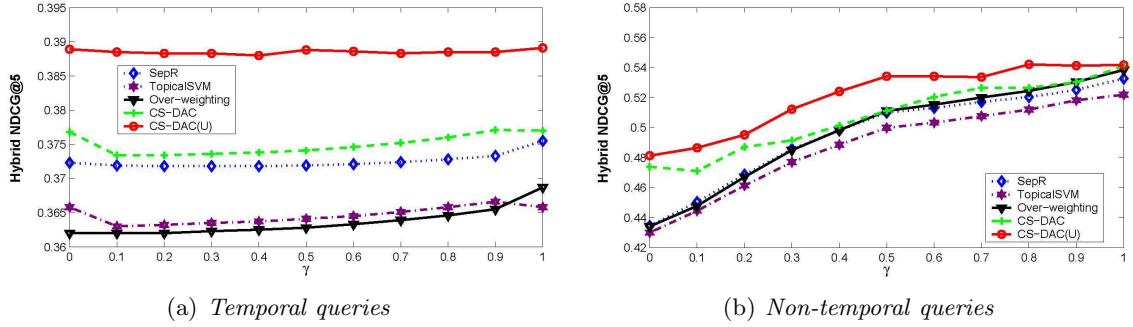 0.395
0.39
0.385
0.38
0.375
0.37
0.365
0.36
Hybrid NDCG@5
SepR
TopicalSVM
Over-weighting
CS-DAC
CS-DAC(U)
0 0.1 0.2 0.3 0.4 0.5 0.6 0.7 0.8 0.9 1
γ
(a) Temporal queries
0.58
0.56
0.54
0.52
0.5
0.48
0.46
0.44
0.42
Hybrid NDCG@5
SepR
TopicalSVM
Over-weighting
CS-DAC
CS-DAC(U)
0 0.1 0.2 0.3 0.4 0.5 0.6 0.7 0.8 0.9 1
γ
(b) Non-temporal queries